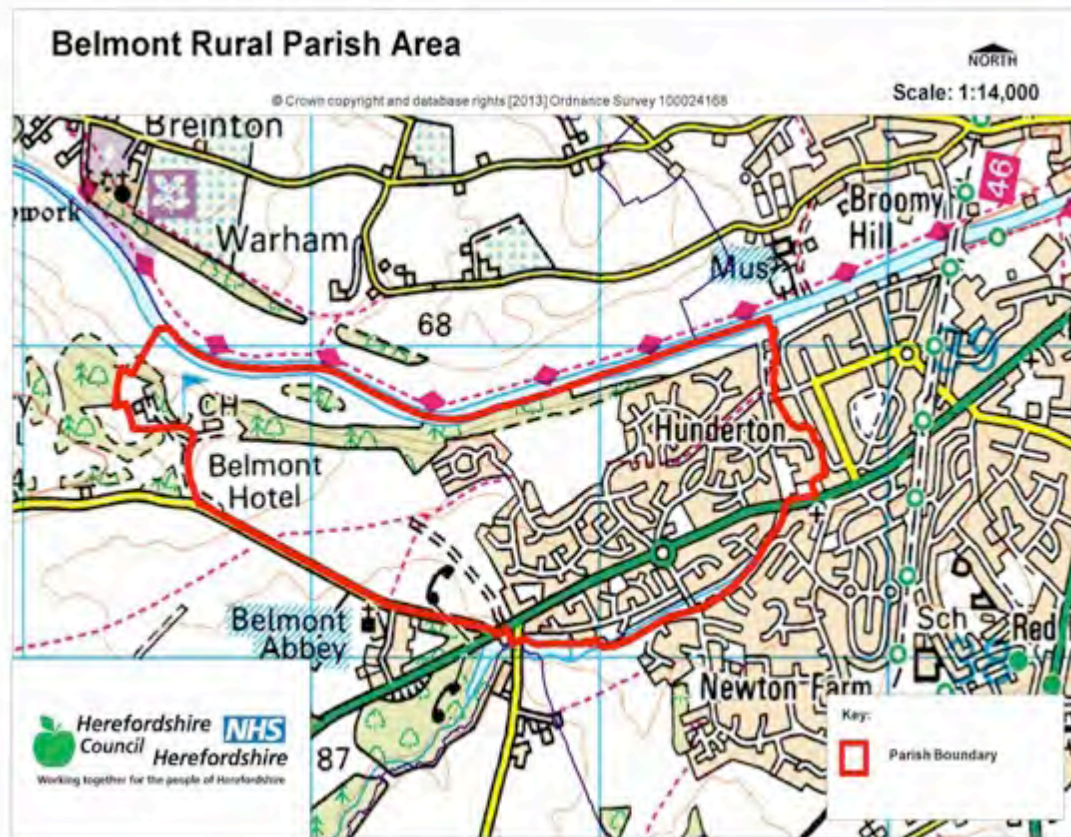 Belmont Rural Parish Area
NORTH
Scale: 1:14,000
© Crown copyright and database rights [2013] Ordnance Survey 100024168
Breinton
Broomy
Hill
46
Warham
Mus
68
CH
Hunderton
Belmont
Hotel
Belmont
Abbey
Sch
Red
Newton Farm
87
Herefordshire
Council
NHS
Herefordshire
Working together for the people of Herefordshire
Key:
Parish Boundary